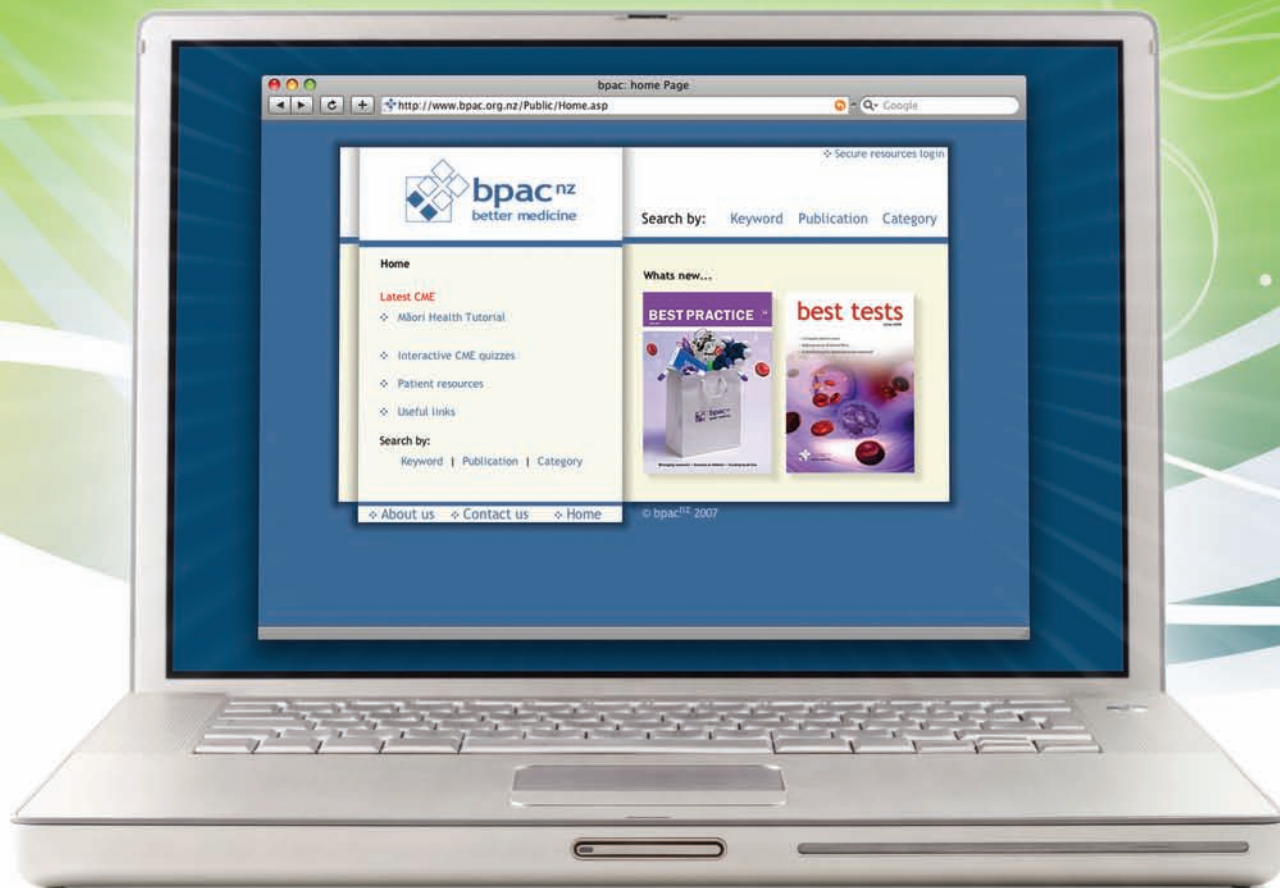 bpac: home Page
http://www.bpac.org.nz/Public/Home.asp
Google
Secure resources login
bpac nz
better medicine
Search by: Keyword Publication Category
Home
Latest CME
Māori Health Tutorial
Interactive CME quizzes
Patient resources
Useful links
Search by:
Keyword | Publication | Category
Whats new...
BEST PRACTICE
best tests
bpac nz
About us Contact us Home
© bpac nz 2007